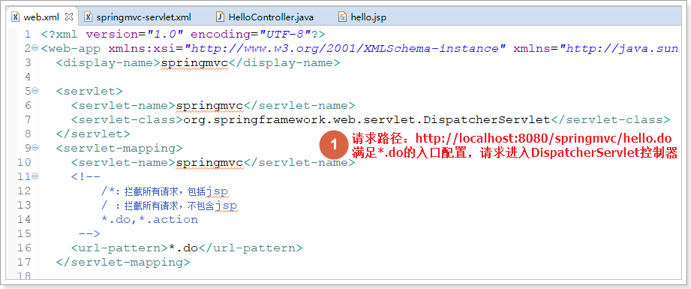 web.xml springmvc-servlet.xml HelloController.java hello.jsp
1 <?xml version="1.0" encoding="UTF-8"?>
2 <web-app xmlns:xsi="http://www.w3.org/2001/XMLSchema-instance" xmlns="http://java.sun
3 <display-name>springmvc</display-name>
4
5 <servlet>
6 <servlet-name>springmvc</servlet-name>
7 <servlet-class>org.springframework.web.servlet.DispatcherServlet</servlet-class>
8 </servlet>
① 请求路径：http://localhost:8080/springmvc/hello.do
满足*.do的入口配置，请求进入DispatcherServlet控制器
9 <servlet-mapping>
10 <servlet-name>springmvc</servlet-name>
11 <!--
12 /*：拦截所有请求，包括jsp
13 / ：拦截所有请求，不包含jsp
14 *.do,*.action
15 -->
16 <url-pattern>*.do</url-pattern>
17 </servlet-mapping>
18